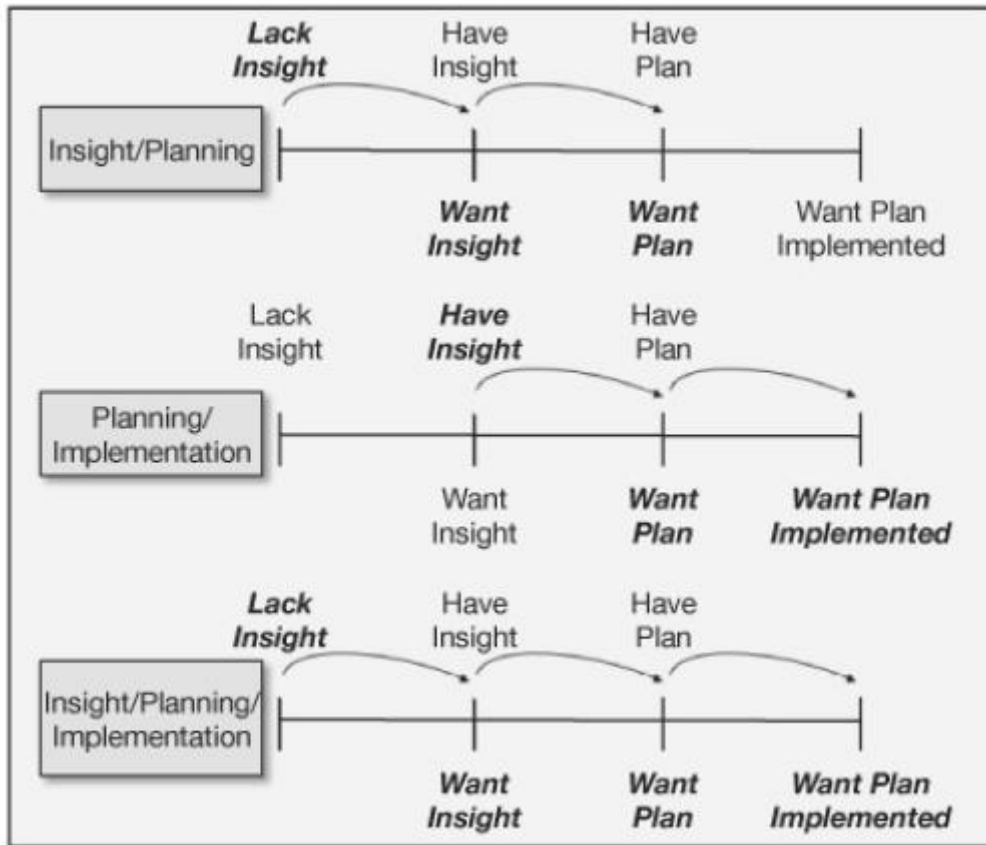 Lack Have Have
Insight Insight Plan
Insight/Planning
Want Want Want Plan
Insight Plan Implemented
Lack Have Have
Insight Insight Plan
Planning/
Implementation
Want Want Want Plan
Insight Plan Implemented
Lack Have Have
Insight Insight Plan
Insight/Planning/
Implementation
Want Want Want Plan
Insight Plan Implemented